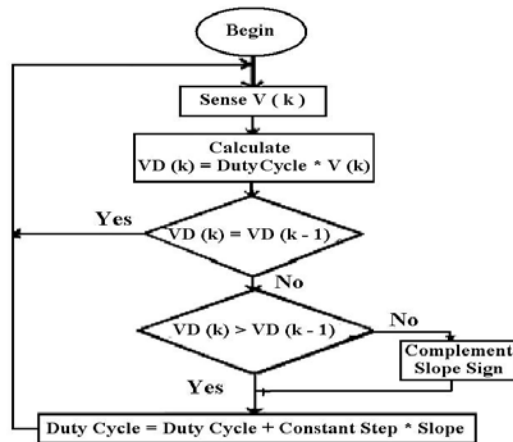 Begin
Sense V ( k )
Calculate
VD (k) = DutyCycle * V (k)
Yes
VD (k) = VD (k - 1)
No
VD (k) > VD (k - 1)
No
Complement
Slope Sign
Yes
Duty Cycle = Duty Cycle + Constant Step * Slope